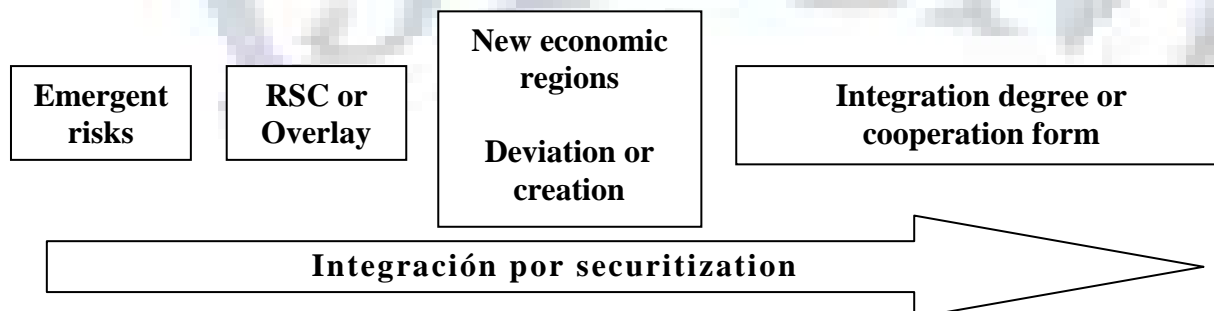 Emergent
risks
RSC or
Overlay
New economic
regions
Deviation or
creation
Integration degree or
cooperation form
Integración por securitization